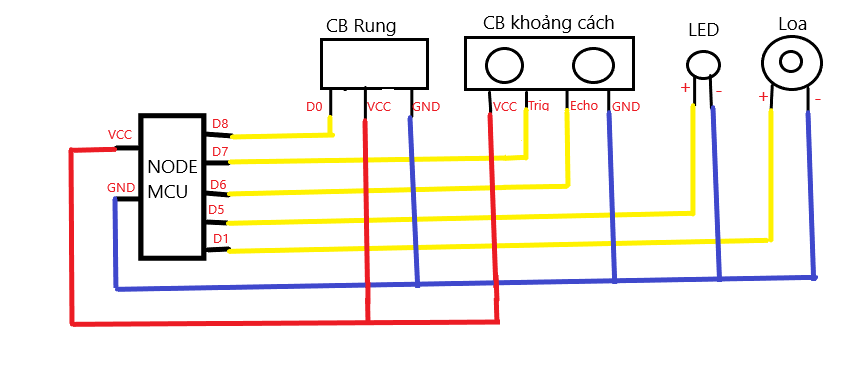 CB Rung
CB khoảng cách
LED
Loa
D0
VCC
GND
VCC
Trig
Echo
GND
+
-
+
-
VCC
GND
NODE
MCU
D8
D7
D6
D5
D1